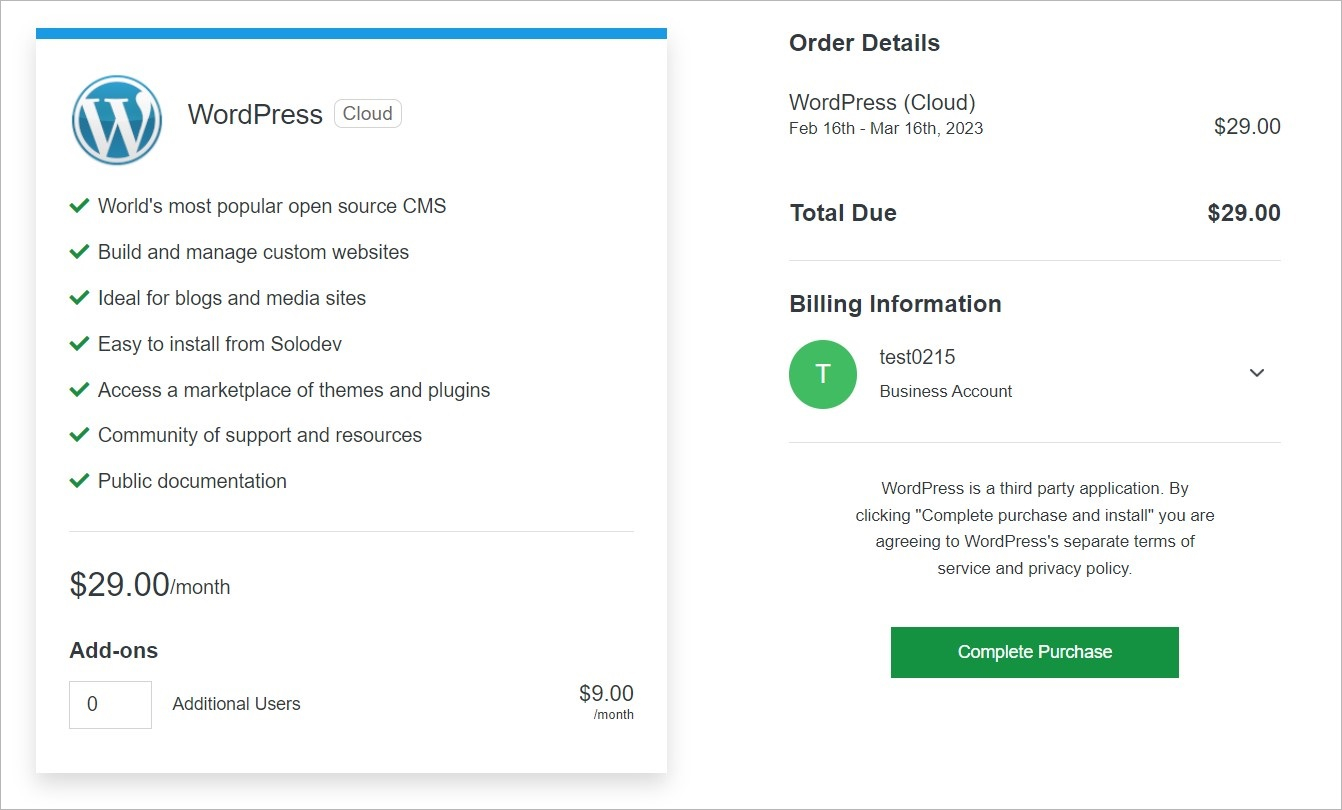 WordPress Cloud
World's most popular open source CMS
Build and manage custom websites
Ideal for blogs and media sites
Easy to install from Solodev
Access a marketplace of themes and plugins
Community of support and resources
Public documentation
$29.00/month
Add-ons
0 Additional Users $9.00
/month
Order Details
WordPress (Cloud)
Feb 16th - Mar 16th, 2023 $29.00
Total Due $29.00
Billing Information
T
test0215
Business Account
WordPress is a third party application. By
clicking "Complete purchase and install" you are
agreeing to WordPress's separate terms of
service and privacy policy.
Complete Purchase